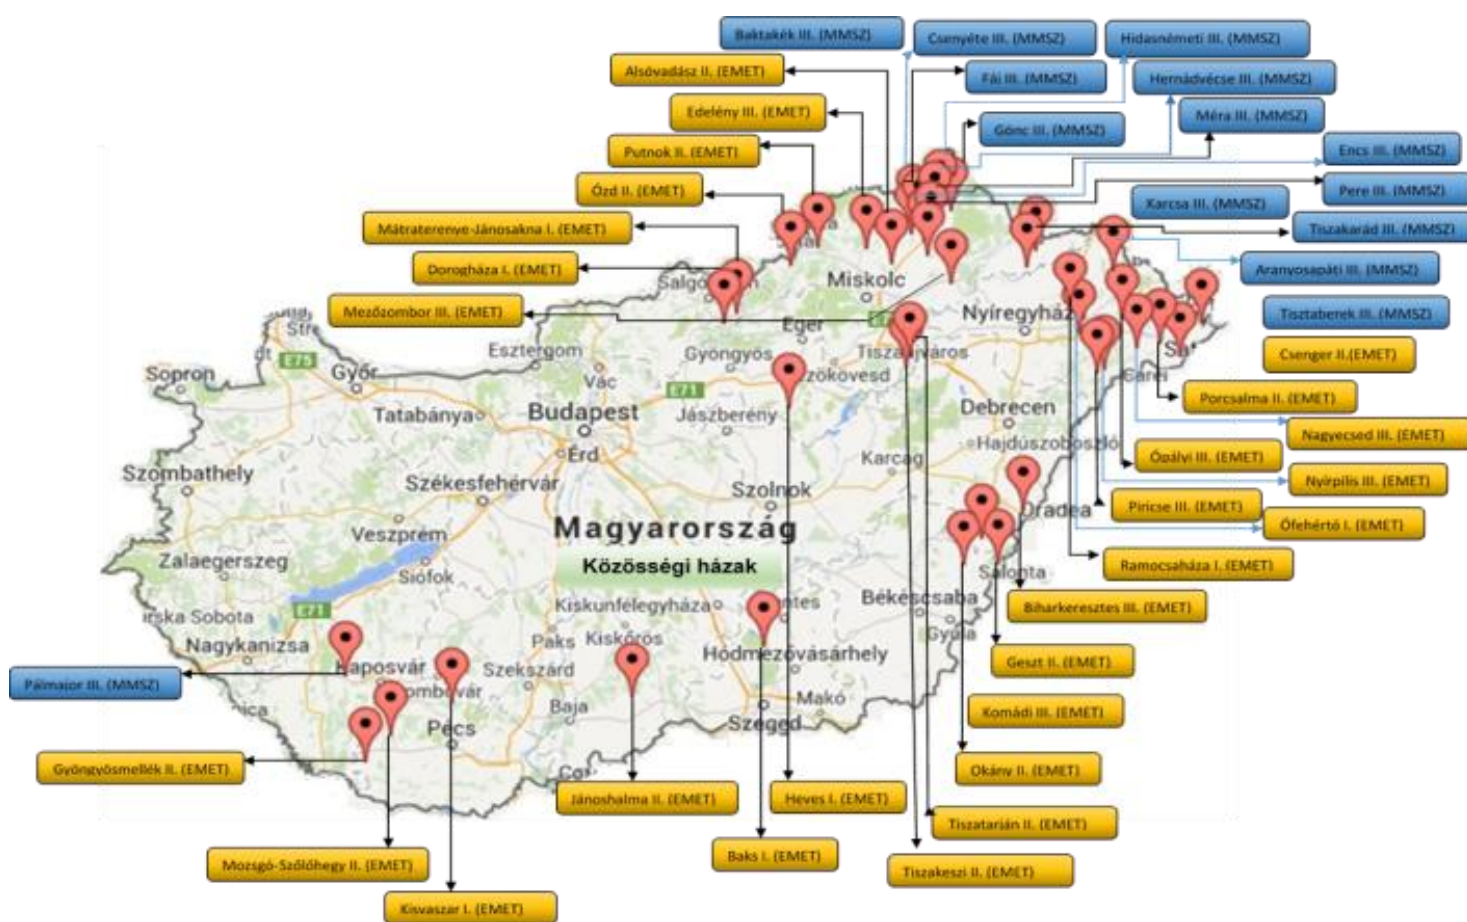 Baktakék III. (MMSZ)
Csenyéte III. (MMSZ)
Hidasnémeti III. (MMSZ)
Alsóvadász II. (EMET)
Fáj III. (MMSZ)
Hernádvécse III. (MMSZ)
Edelény III. (EMET)
Gönc III. (MMSZ)
Méra III. (MMSZ)
Putnok II. (EMET)
Encs III. (MMSZ)
Ózd II. (EMET)
Pere III. (MMSZ)
Karcsa III. (MMSZ)
Mátraterenye-Jánosakna I. (EMET)
Tiszakarád III. (MMSZ)
Dorogháza I. (EMET)
Aranyosapáti III. (MMSZ)
Mezőzombor III. (EMET)
Tisztaberek III. (MMSZ)
Csenger II.(EMET)
Porcsalma II. (EMET)
Nagyecsed III. (EMET)
Ópályi III. (EMET)
Nyírpilis III. (EMET)
Piricse III. (EMET)
Őfehértó I. (EMET)
Ramocsaháza I. (EMET)
Biharkeresztes III. (EMET)
Geszt II. (EMET)
Komádi III. (EMET)
Okány II. (EMET)
Pálmajor III. (MMSZ)
Gyöngyösmellék II. (EMET)
Jánoshalma II. (EMET)
Heves I. (EMET)
Tiszatarján II. (EMET)
Mozsgó-Szőlőhegy II. (EMET)
Baks I. (EMET)
Tiszakeszi II. (EMET)
Kisvaszar I. (EMET)
Miskolc
Eger
Nyíregyház
Esztergom
Gyöngyös
E75
Győr
Sopron
Vác
E71
Tatabánya
Budapest
Jászberény
Debrecen
Carei
Érd
Hajdúszoboszló
Szombathely
Karcag
Székesfehérvár
Szolnok
Oradea
Veszprém
Magyarország
Közösségi házak
Zalaegerszeg
Siófok
Salonta
E71
Kiskunfélegyháza
Békéscsaba
Gyula
Nagykanizsa
Paks
Kiskőrös
Hódmezővásárhely
Kaposvár
Szekszárd
Makó
Baja
Szeged
Pécs